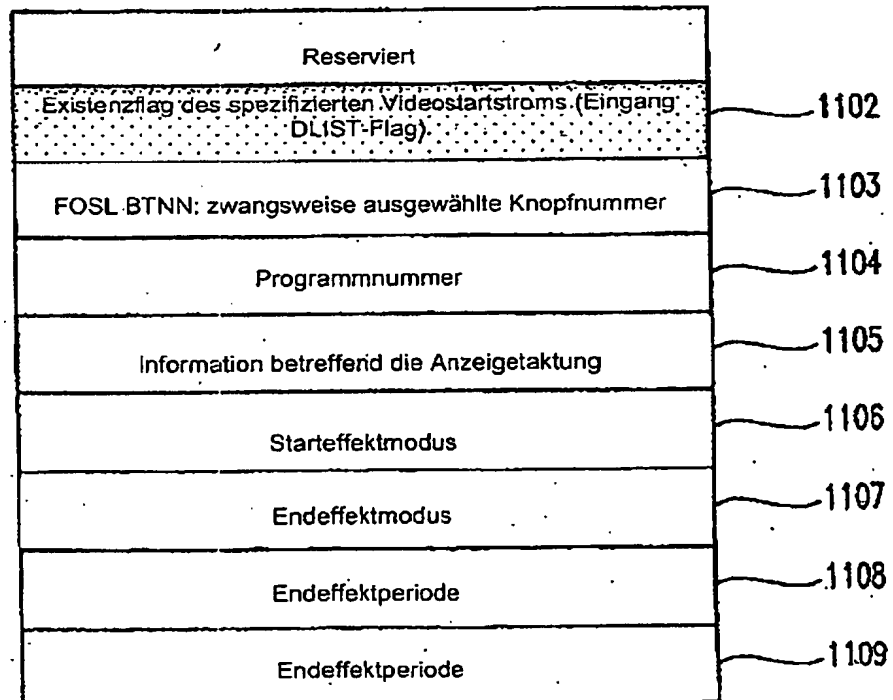 Reserviert
Existenzflag des spezifizierten Videostartstroms (Eingang
DLIST-Flag)
1102
FOSL BTNN: zwangsweise ausgewählte Knopfnummer
1103
Programmnummer
1104
Information betreffend die Anzeigetaktung
1105
Starteffektmodus
1106
Endeffektmodus
1107
Endeffektperiode
1108
Endeffektperiode
1109